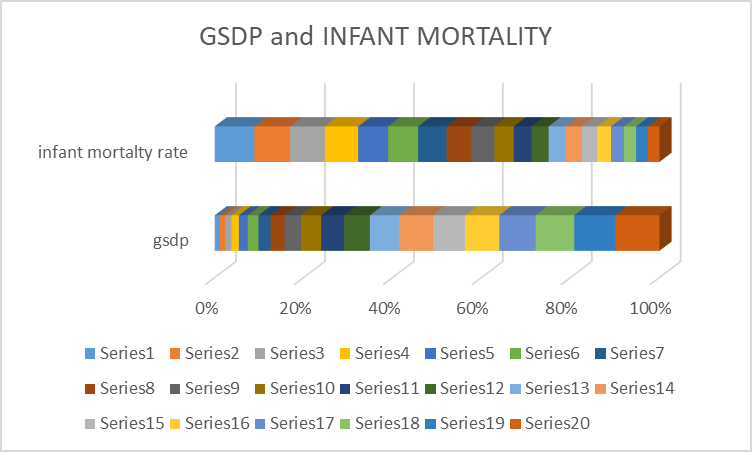 GSDP and INFANT MORTALITY
infant mortalty rate
gsdp
0% 20% 40% 60% 80% 100%
Series1 Series2 Series3 Series4 Series5 Series6 Series7
Series8 Series9 Series10 Series11 Series12 Series13 Series14
Series15 Series16 Series17 Series18 Series19 Series20